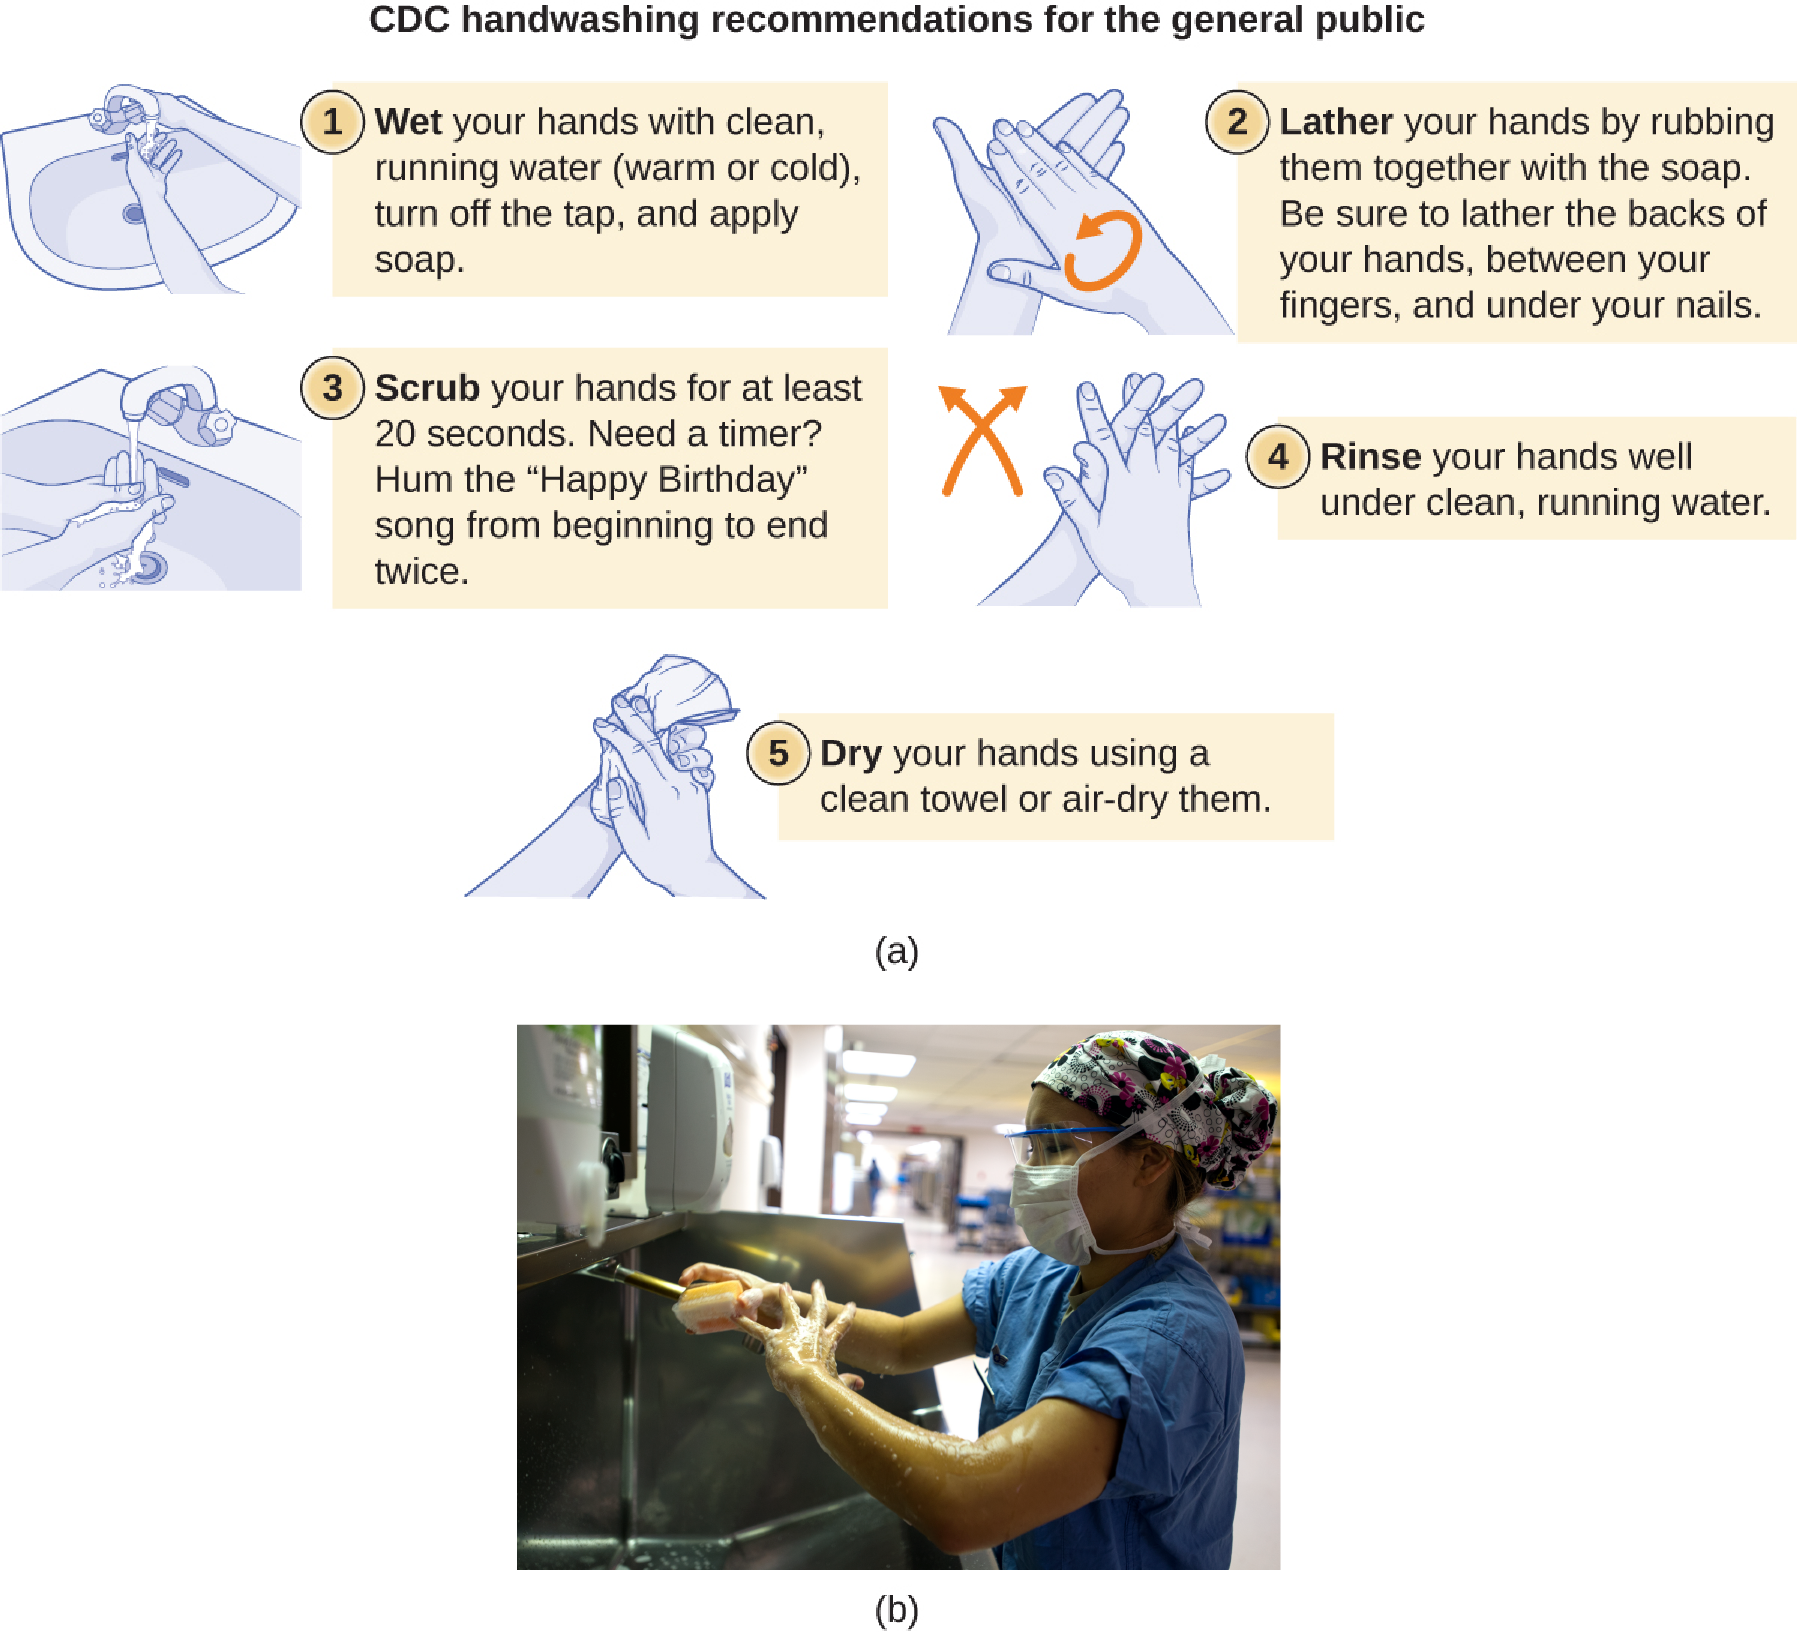 CDC handwashing recommendations for the general public
1 Wet your hands with clean,
running water (warm or cold),
turn off the tap, and apply
soap.
2 Lather your hands by rubbing
them together with the soap.
Be sure to lather the backs of
your hands, between your
fingers, and under your nails.
3 Scrub your hands for at least
20 seconds. Need a timer?
Hum the “Happy Birthday”
song from beginning to end
twice.
4 Rinse your hands well
under clean, running water.
5 Dry your hands using a
clean towel or air-dry them.
(a)
(b)